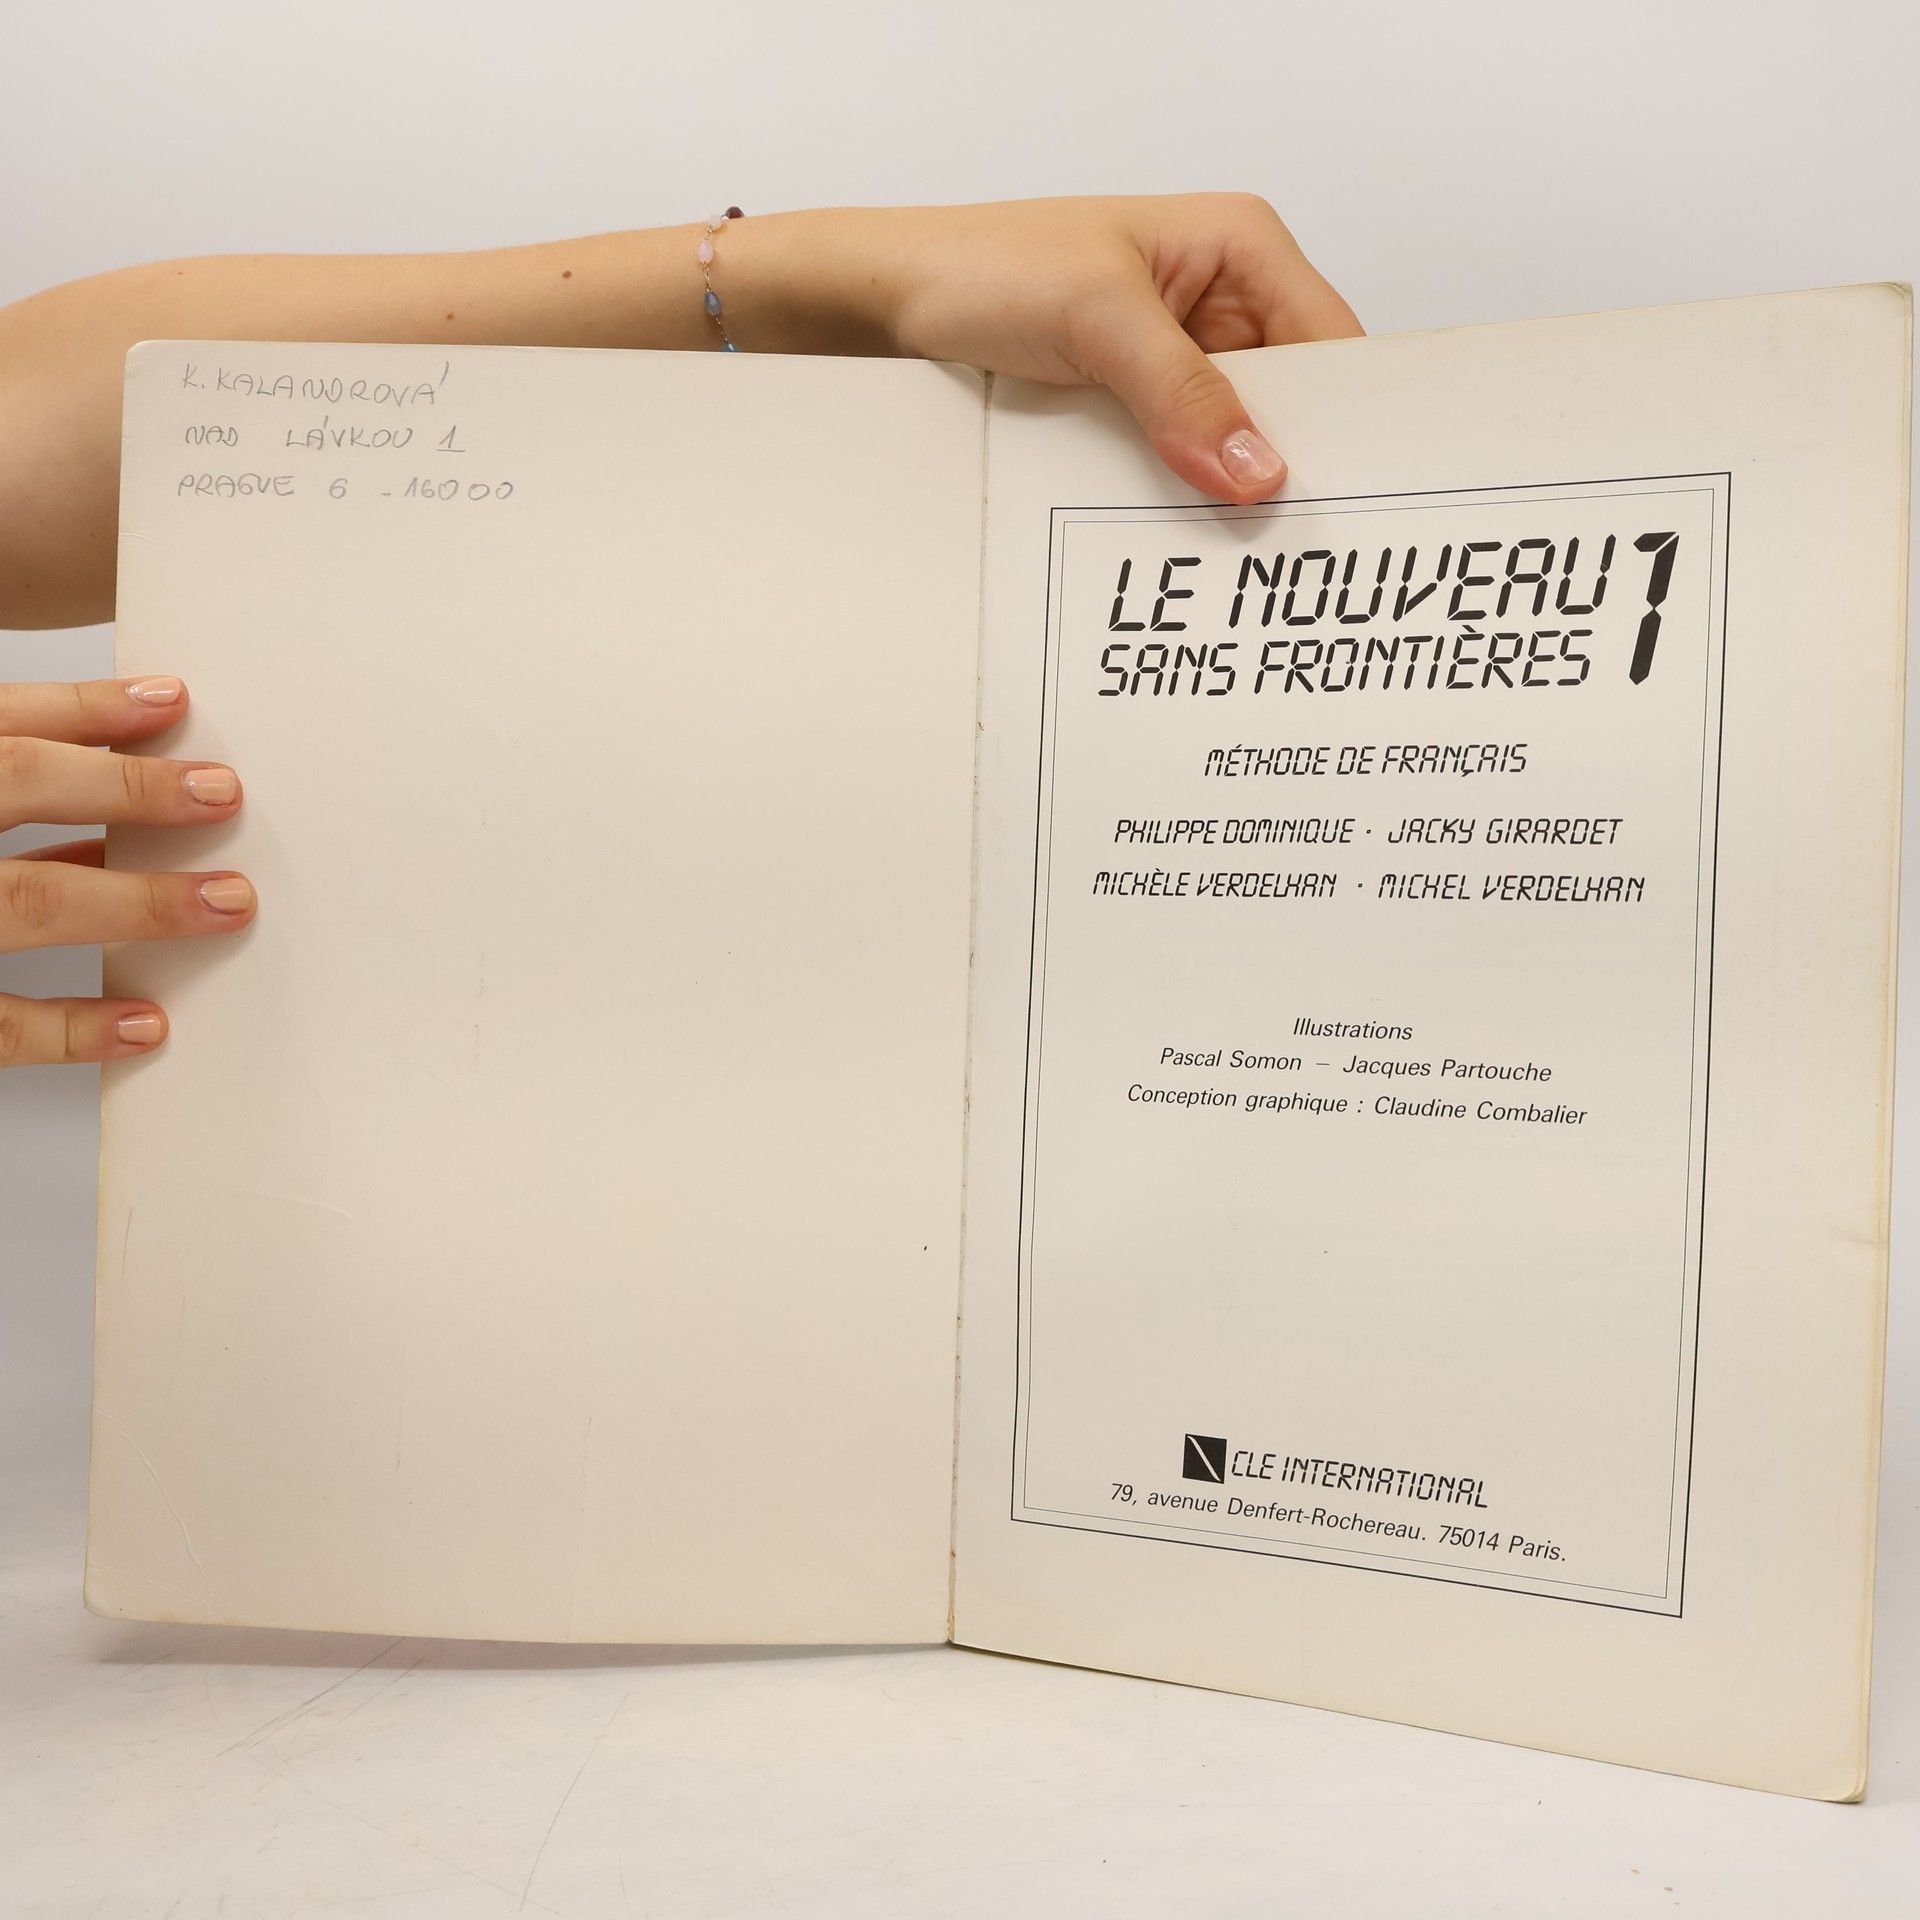 K. KALANDROVÁ
NAD LÁVKOU 1
PRAGUE 6 - 16000
LE NOUVEAU 1
SANS FRONTIÈRES
MÉTHODE DE FRANÇAIS
PHILIPPE DOMINIQUE · JACKY GIRARDET
MICHÈLE VERDELHAN · MICHEL VERDELHAN
Illustrations
Pascal Somon – Jacques Partouche
Conception graphique : Claudine Combalier
CLE INTERNATIONAL
79, avenue Denfert-Rochereau. 75014 Paris.